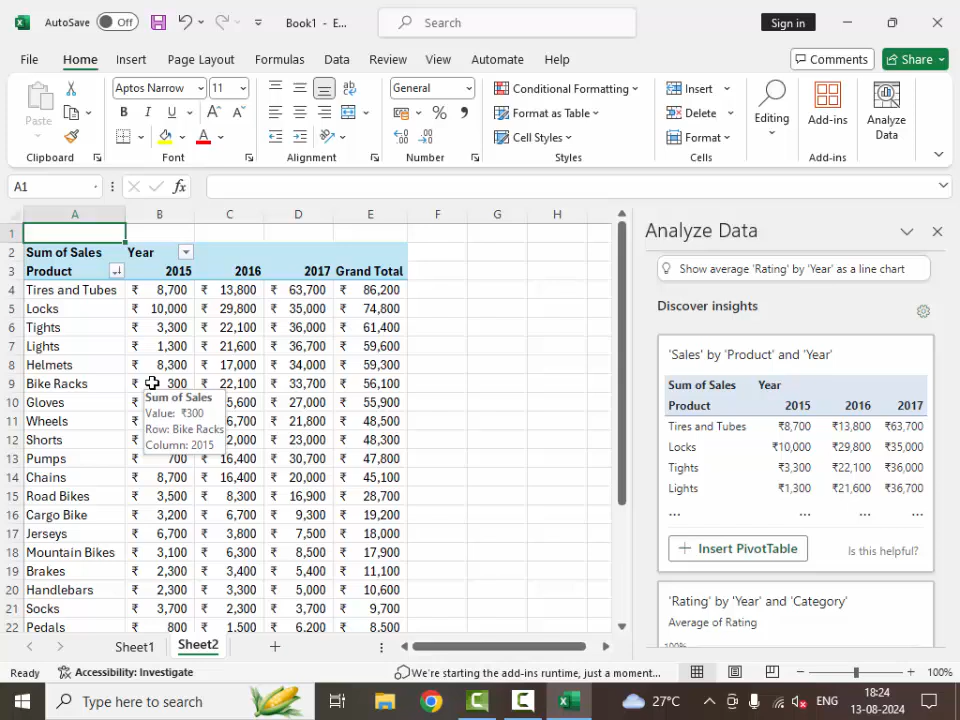 AutoSave Off Book1 - E... Search Sign in
File Home Insert Page Layout Formulas Data Review View Automate Help Comments Share
Paste Aptos Narrow 11 General Conditional Formatting Insert
B I U A A Format as Table Delete Editing Add-ins Analyze Data
A Cell Styles Format
Clipboard Font Alignment Number Styles Cells Add-ins
A1 fx
A B C D E F G H
Analyze Data
Show average 'Rating' by 'Year' as a line chart
Discover insights
'Sales' by 'Product' and 'Year'
Sum of Sales Year
Product 2015 2016 2017
Tires and Tubes ₹8,700 ₹13,800 ₹63,700
Locks ₹10,000 ₹29,800 ₹35,000
Tights ₹3,300 ₹22,100 ₹36,000
Lights ₹1,300 ₹21,600 ₹36,700
... ... ... ...
Insert PivotTable Is this helpful?
'Rating' by 'Year' and 'Category'
Average of Rating
1
2 Sum of Sales Year
3 Product 2015 2016 2017 Grand Total
4 Tires and Tubes ₹ 8,700 ₹ 13,800 ₹ 63,700 ₹ 86,200
5 Locks ₹ 10,000 ₹ 29,800 ₹ 35,000 ₹ 74,800
6 Tights ₹ 3,300 ₹ 22,100 ₹ 36,000 ₹ 61,400
7 Lights ₹ 1,300 ₹ 21,600 ₹ 36,700 ₹ 59,600
8 Helmets ₹ 8,300 ₹ 17,000 ₹ 34,000 ₹ 59,300
9 Bike Racks ₹ 300 ₹ 22,100 ₹ 33,700 ₹ 56,100
10 Gloves ₹ 5,600 ₹ 27,000 ₹ 55,900
11 Wheels ₹ 6,700 ₹ 21,800 ₹ 48,500
12 Shorts ₹ 2,000 ₹ 23,000 ₹ 48,300
13 Pumps ₹ 700 ₹ 16,400 ₹ 30,700 ₹ 47,800
14 Chains ₹ 8,700 ₹ 16,400 ₹ 20,000 ₹ 45,100
15 Road Bikes ₹ 3,500 ₹ 8,300 ₹ 16,900 ₹ 28,700
16 Cargo Bike ₹ 3,200 ₹ 6,700 ₹ 9,300 ₹ 19,200
17 Jerseys ₹ 6,700 ₹ 3,800 ₹ 7,500 ₹ 18,000
18 Mountain Bikes ₹ 3,100 ₹ 6,300 ₹ 8,500 ₹ 17,900
19 Brakes ₹ 2,300 ₹ 3,400 ₹ 5,400 ₹ 11,100
20 Handlebars ₹ 2,300 ₹ 3,300 ₹ 5,000 ₹ 10,600
21 Socks ₹ 3,700 ₹ 2,300 ₹ 3,700 ₹ 9,700
22 Pedals ₹ 800 ₹ 1,500 ₹ 6,200 ₹ 8,500
Sum of Sales
Value: ₹300
Row: Bike Racks
Column: 2015
Sheet1 Sheet2
Ready Accessibility: Investigate We're starting the add-ins runtime, just a moment... 100%
Type here to search 27°C ENG 18:24
13-08-2024